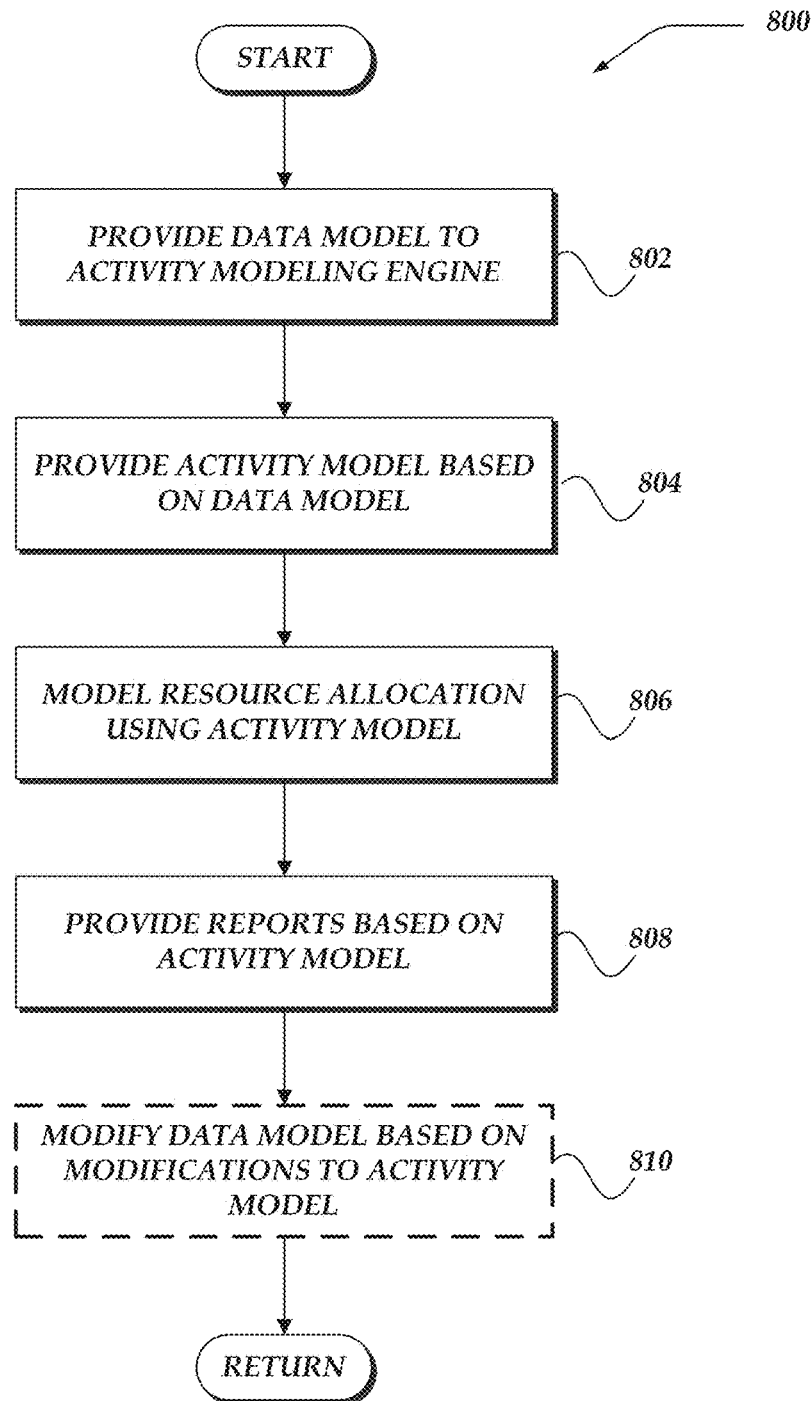 800
START
PROVIDE DATA MODEL TO
ACTIVITY MODELING ENGINE
802
PROVIDE ACTIVITY MODEL BASED
ON DATA MODEL
804
MODEL RESOURCE ALLOCATION
USING ACTIVITY MODEL
806
PROVIDE REPORTS BASED ON
ACTIVITY MODEL
808
MODIFY DATA MODEL BASED ON
MODIFICATIONS TO ACTIVITY
MODEL
810
RETURN